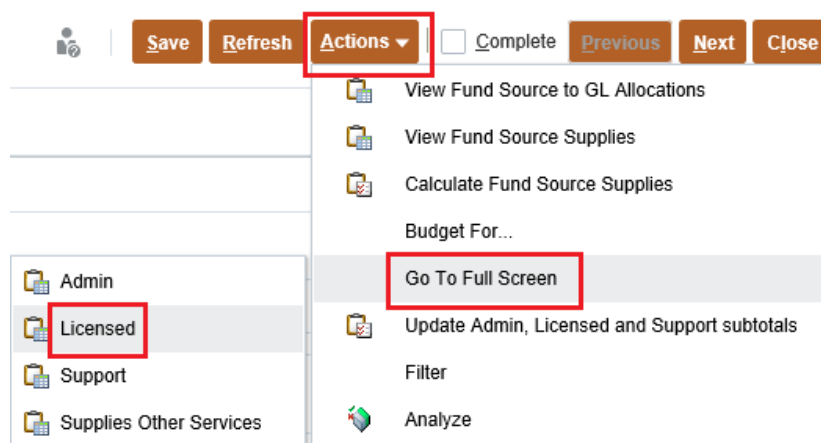 Save Refresh Actions Complete Previous Next Close
View Fund Source to GL Allocations
View Fund Source Supplies
Calculate Fund Source Supplies
Budget For...
Go To Full Screen
Update Admin, Licensed and Support subtotals
Filter
Analyze
Admin
Licensed
Support
Supplies Other Services